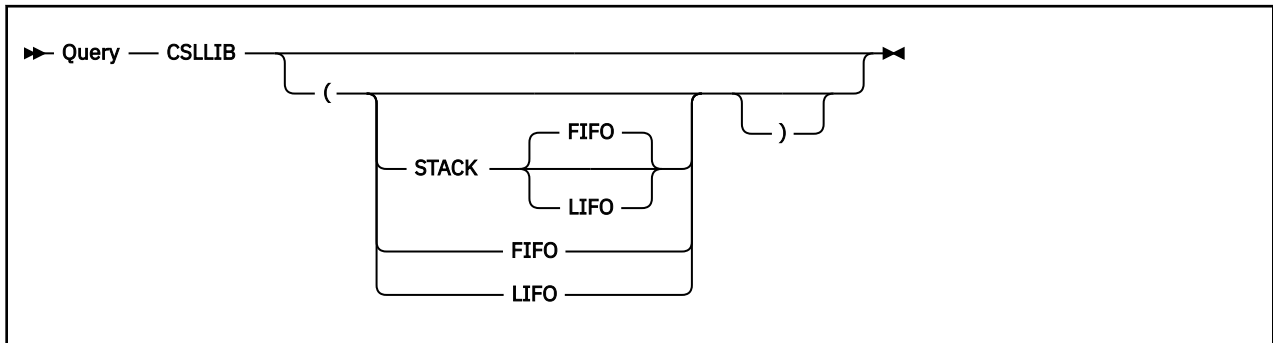 Query CSLLIB
(
)
FIFO
STACK
LIFO
FIFO
LIFO